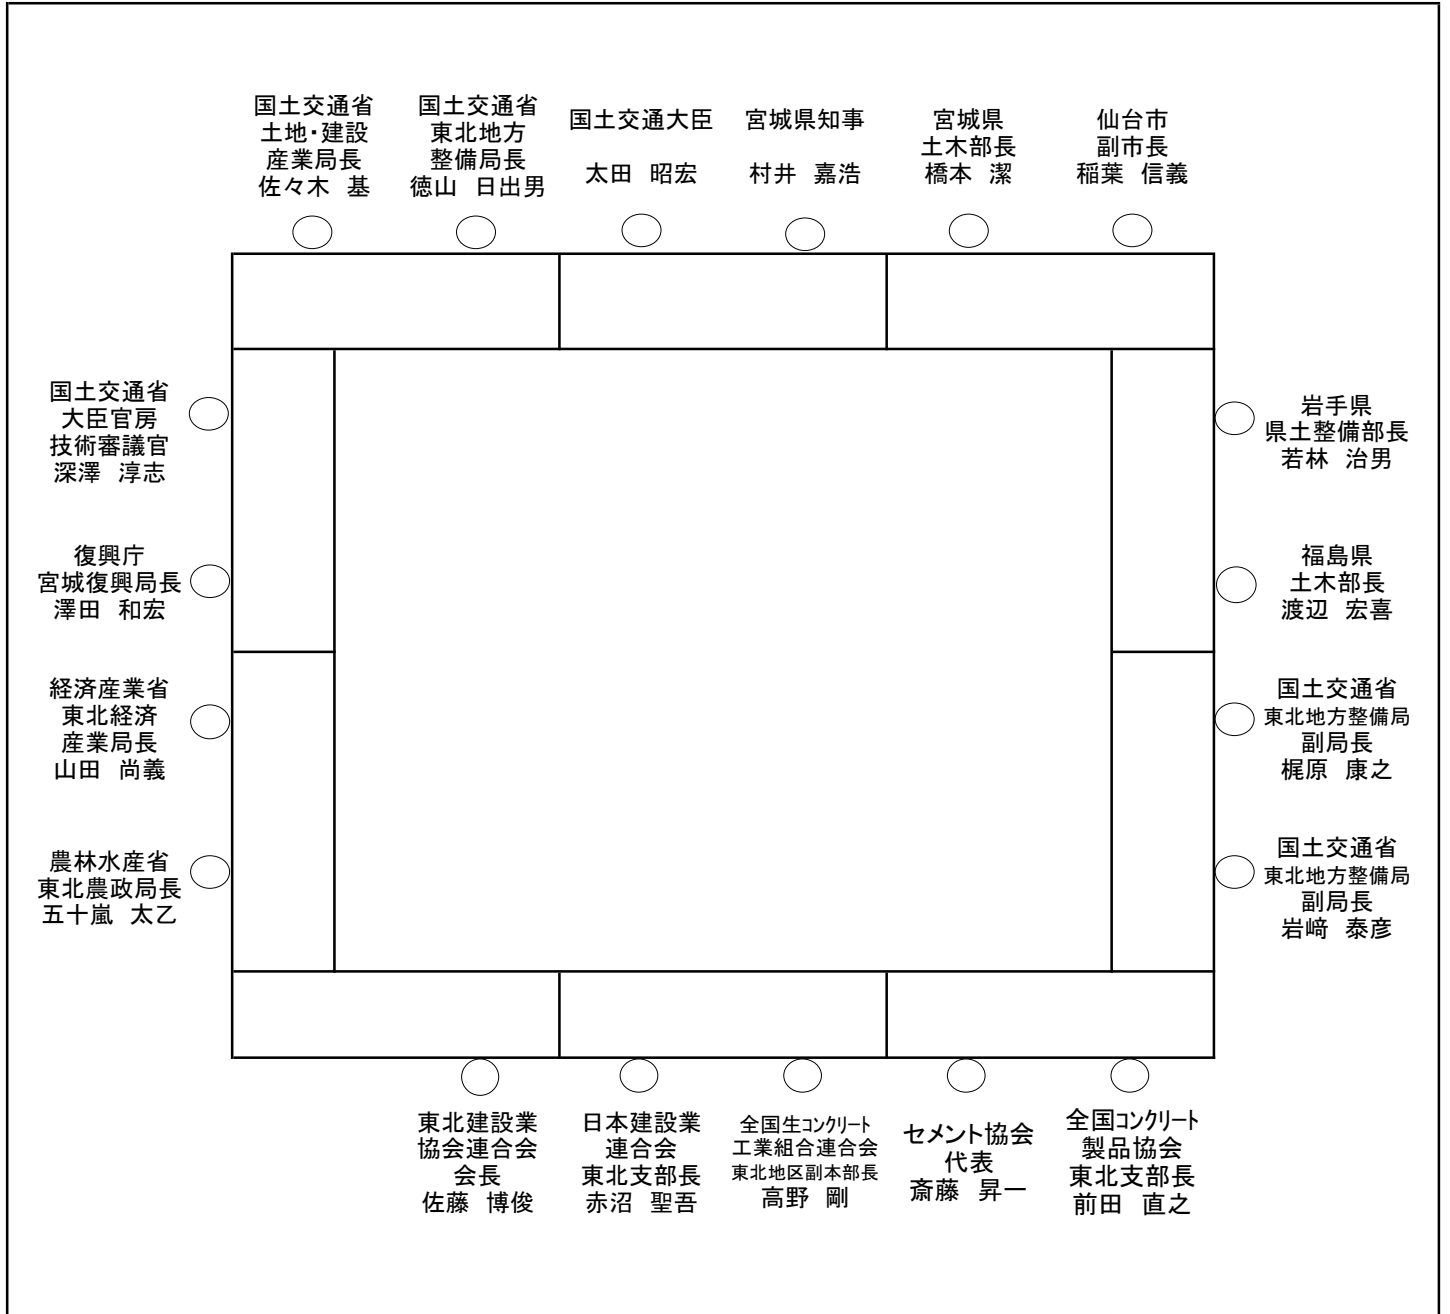 国土交通省
土地・建設
産業局長
佐々木 基
国土交通省
東北地方
整備局長
徳山 日出男
国土交通大臣
太田 昭宏
宮城県知事
村井 嘉浩
宮城県
土木部長
橋本 潔
仙台市
副市長
稲葉 信義
国土交通省
大臣官房
技術審議官
深澤 淳志
復興庁
宮城復興局長
澤田 和宏
経済産業省
東北経済
産業局長
山田 尚義
農林水産省
東北農政局長
五十嵐 太乙
岩手県
県土整備部長
若林 治男
福島県
土木部長
渡辺 宏喜
国土交通省
東北地方整備局
副局長
梶原 康之
国土交通省
東北地方整備局
副局長
岩﨑 泰彦
東北建設業
協会連合会
会長
佐藤 博俊
日本建設業
連合会
東北支部長
赤沼 聖吾
全国生コンクリート
工業組合連合会
東北地区副本部長
高野 剛
セメント協会
代表
斎藤 昇一
全国コンクリート
製品協会
東北支部長
前田 直之